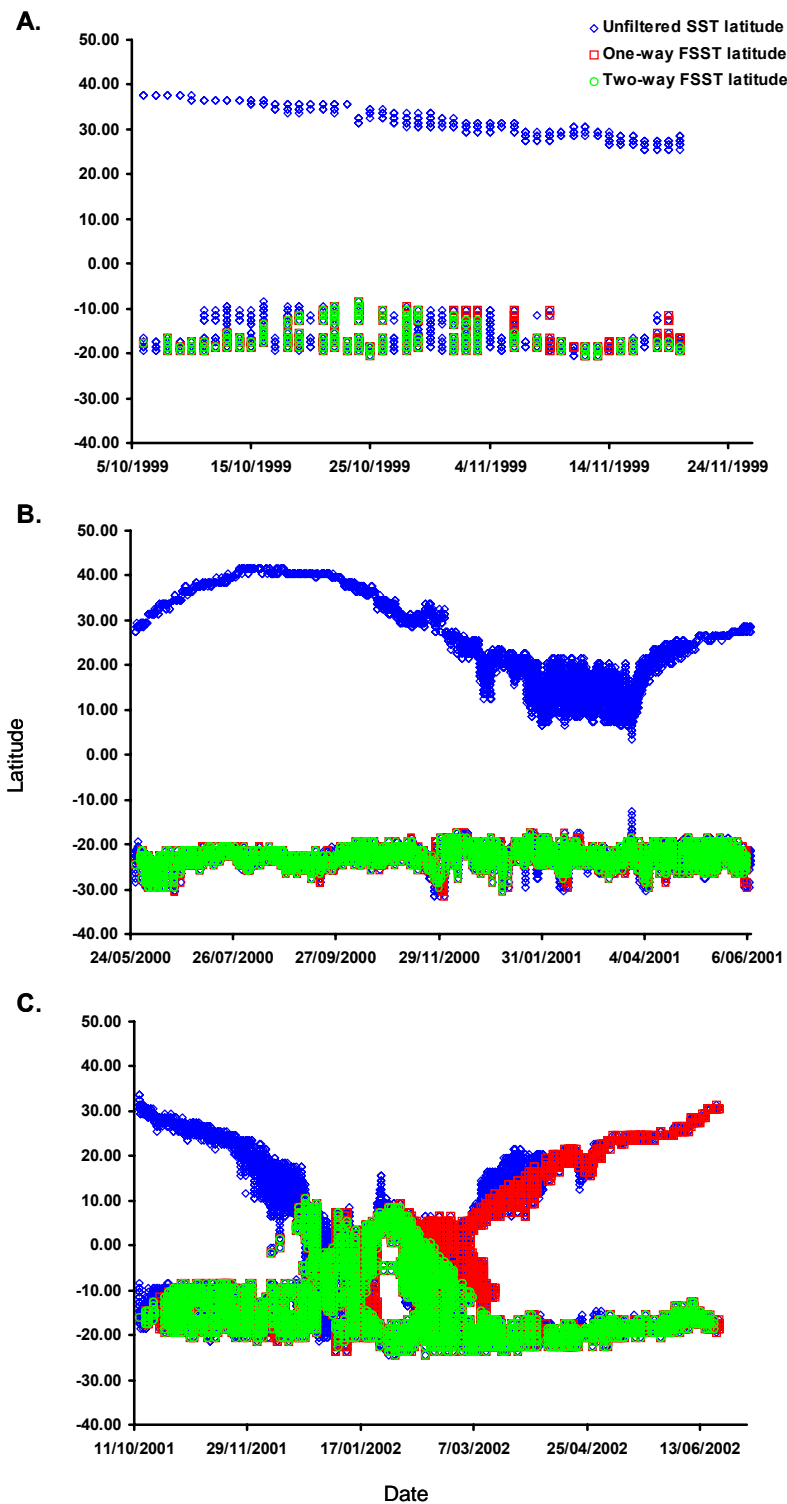 A.
Unfiltered SST latitude
One-way FSST latitude
Two-way FSST latitude
50.00
40.00
30.00
20.00
10.00
0.00
-10.00
-20.00
-30.00
-40.00
5/10/1999 15/10/1999 25/10/1999 4/11/1999 14/11/1999 24/11/1999
B.
50.00
40.00
30.00
20.00
10.00
0.00
-10.00
-20.00
-30.00
-40.00
24/05/2000 26/07/2000 27/09/2000 29/11/2000 31/01/2001 4/04/2001 6/06/2001
Latitude
C.
50.00
40.00
30.00
20.00
10.00
0.00
-10.00
-20.00
-30.00
-40.00
11/10/2001 29/11/2001 17/01/2002 7/03/2002 25/04/2002 13/06/2002
Date